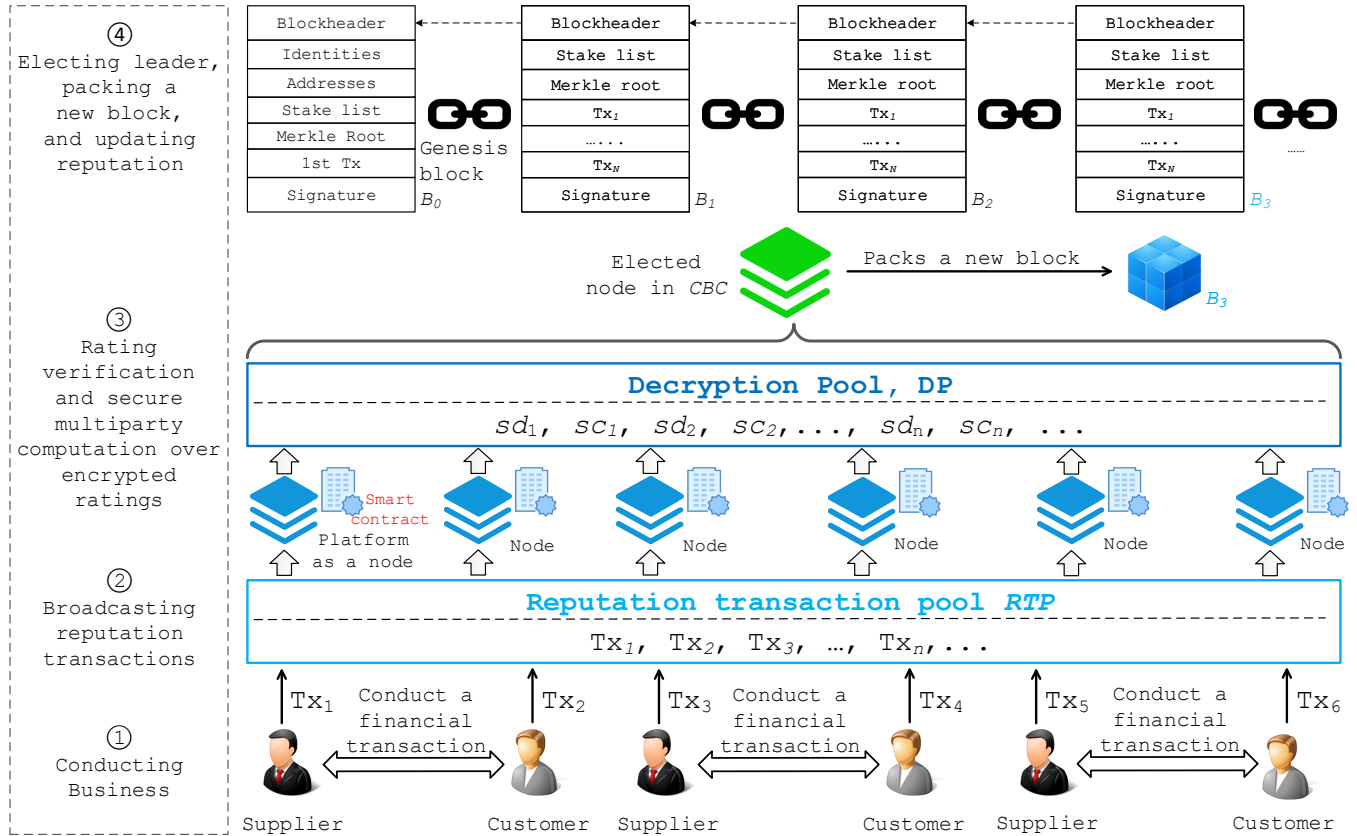 ④
Electing leader,
packing a
new block,
and updating
reputation
③
Rating
verification
and secure
multiparty
computation over
encrypted
ratings
②
Broadcasting
reputation
transactions
①
Conducting
Business
Blockheader
Identities
Addresses
Stake list
Merkle Root
1st Tx
Signature
B0
Genesis
block
Blockheader
Stake list
Merkle root
Tx1
…...
TxN
Signature
B1
Blockheader
Stake list
Merkle root
Tx1
…...
TxN
Signature
B2
Blockheader
Stake list
Merkle root
Tx1
…...
TxN
Signature
B3
……
Elected
node in CBC
Packs a new block
B3
Decryption Pool, DP
sd1, sc1, sd2, sc2,..., sdn, scn, ...
Smart
contract
Platform
as a node
Node
Node
Node
Node
Node
Reputation transaction pool RTP
Tx1, Tx2, Tx3, …, Txn,...
Tx1
Conduct a
financial
transaction
Tx2
Tx3
Conduct a
financial
transaction
Tx4
Tx5
Conduct a
financial
transaction
Tx6
Supplier
Customer
Supplier
Customer
Supplier
Customer